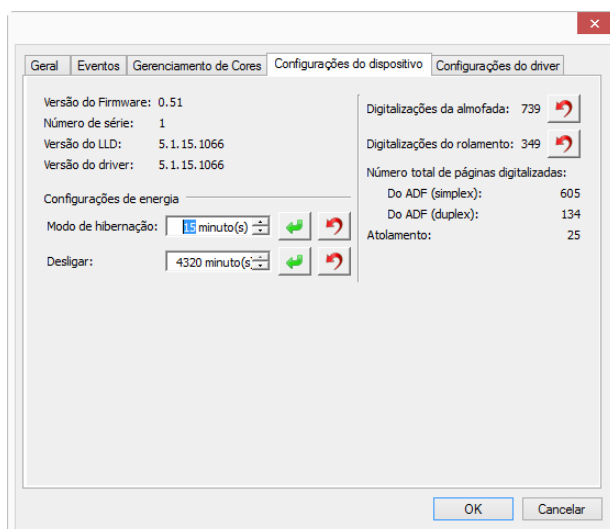 Geral Eventos Gerenciamento de Cores Configurações do dispositivo Configurações do driver
Versão do Firmware: 0.51
Número de série: 1
Versão do LLD: 5.1.15.1066
Versão do driver: 5.1.15.1066
Configurações de energia
Modo de hibernação: 15 minuto(s)
Desligar: 4320 minuto(s
Digitalizações da almofada: 739
Digitalizações do rolamento: 349
Número total de páginas digitalizadas:
Do ADF (simplex): 605
Do ADF (duplex): 134
Atolamento: 25
OK Cancelar